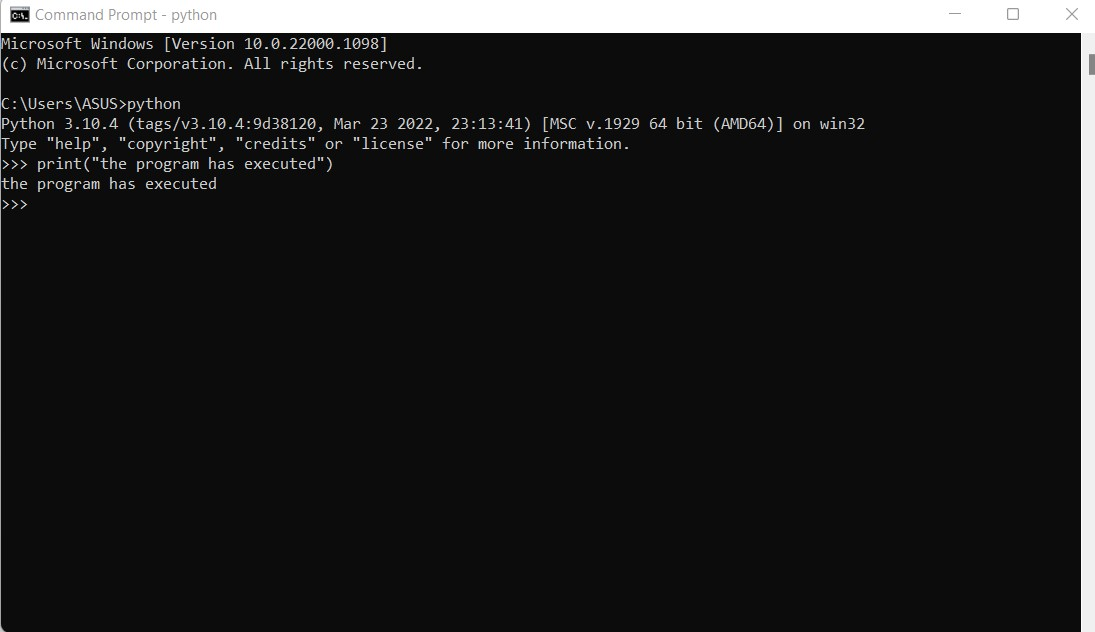 Command Prompt - python
Microsoft Windows [Version 10.0.22000.1098]
(c) Microsoft Corporation. All rights reserved.
C:\Users\ASUS>python
Python 3.10.4 (tags/v3.10.4:9d38120, Mar 23 2022, 23:13:41) [MSC v.1929 64 bit (AMD64)] on win32
Type "help", "copyright", "credits" or "license" for more information.
>>> print("the program has executed")
the program has executed
>>>